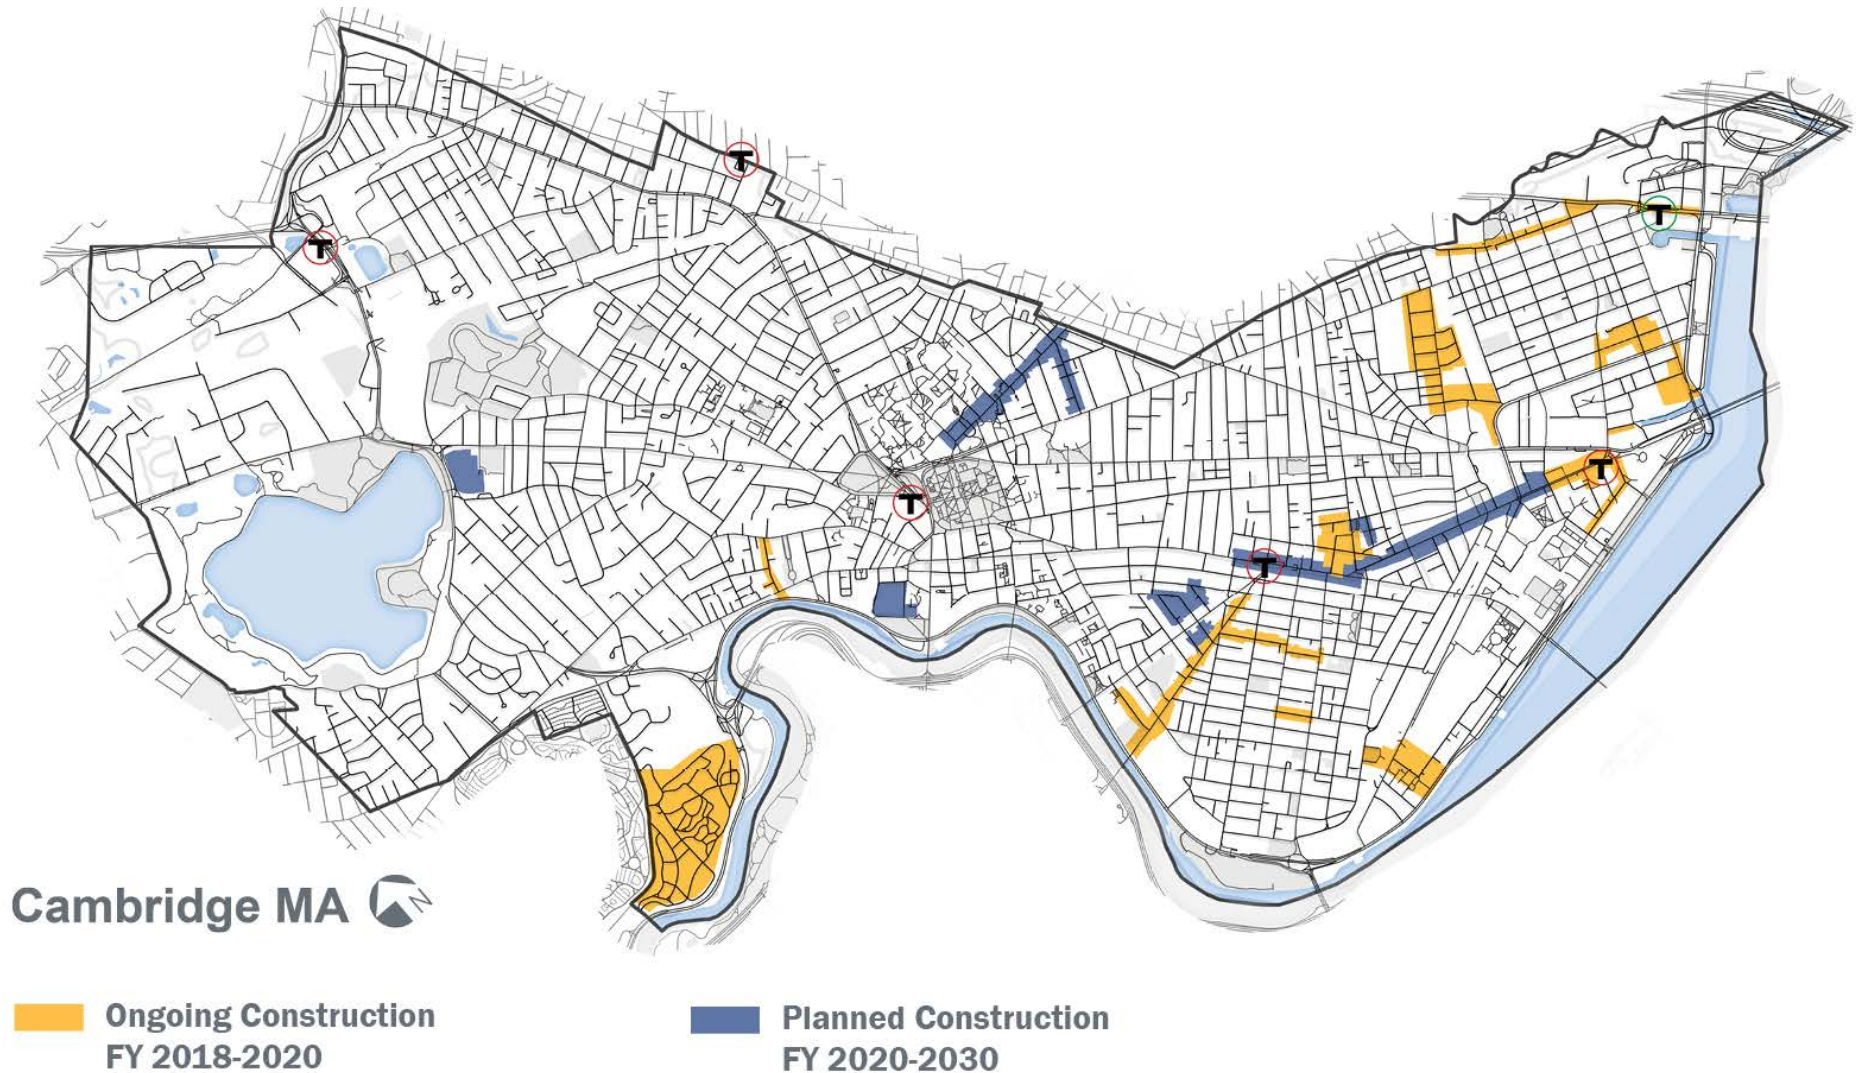 T
T
T
T
T
T
Cambridge MA N
Ongoing Construction
FY 2018-2020
Planned Construction
FY 2020-2030